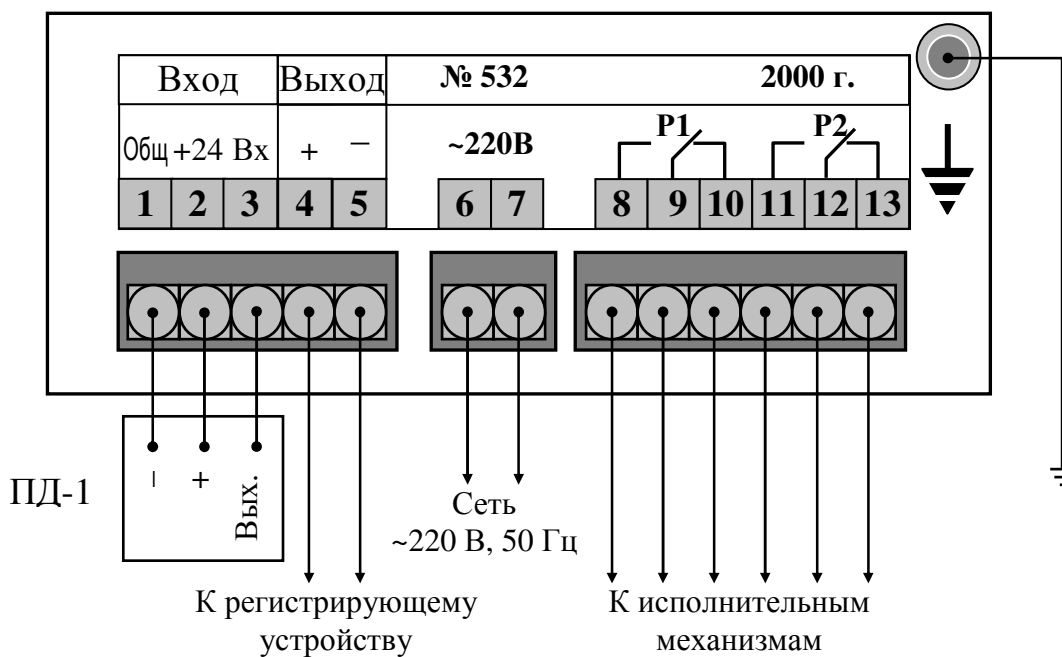 Вход Выход № 532 2000 г.
Общ +24 Вх + − ~220В Р1 Р2
1 2 3 4 5 6 7 8 9 10 11 12 13
ПД-1
− + Вых.
Сеть
~220 В, 50 Гц
К регистрирующему
устройству
К исполнительным
механизмам